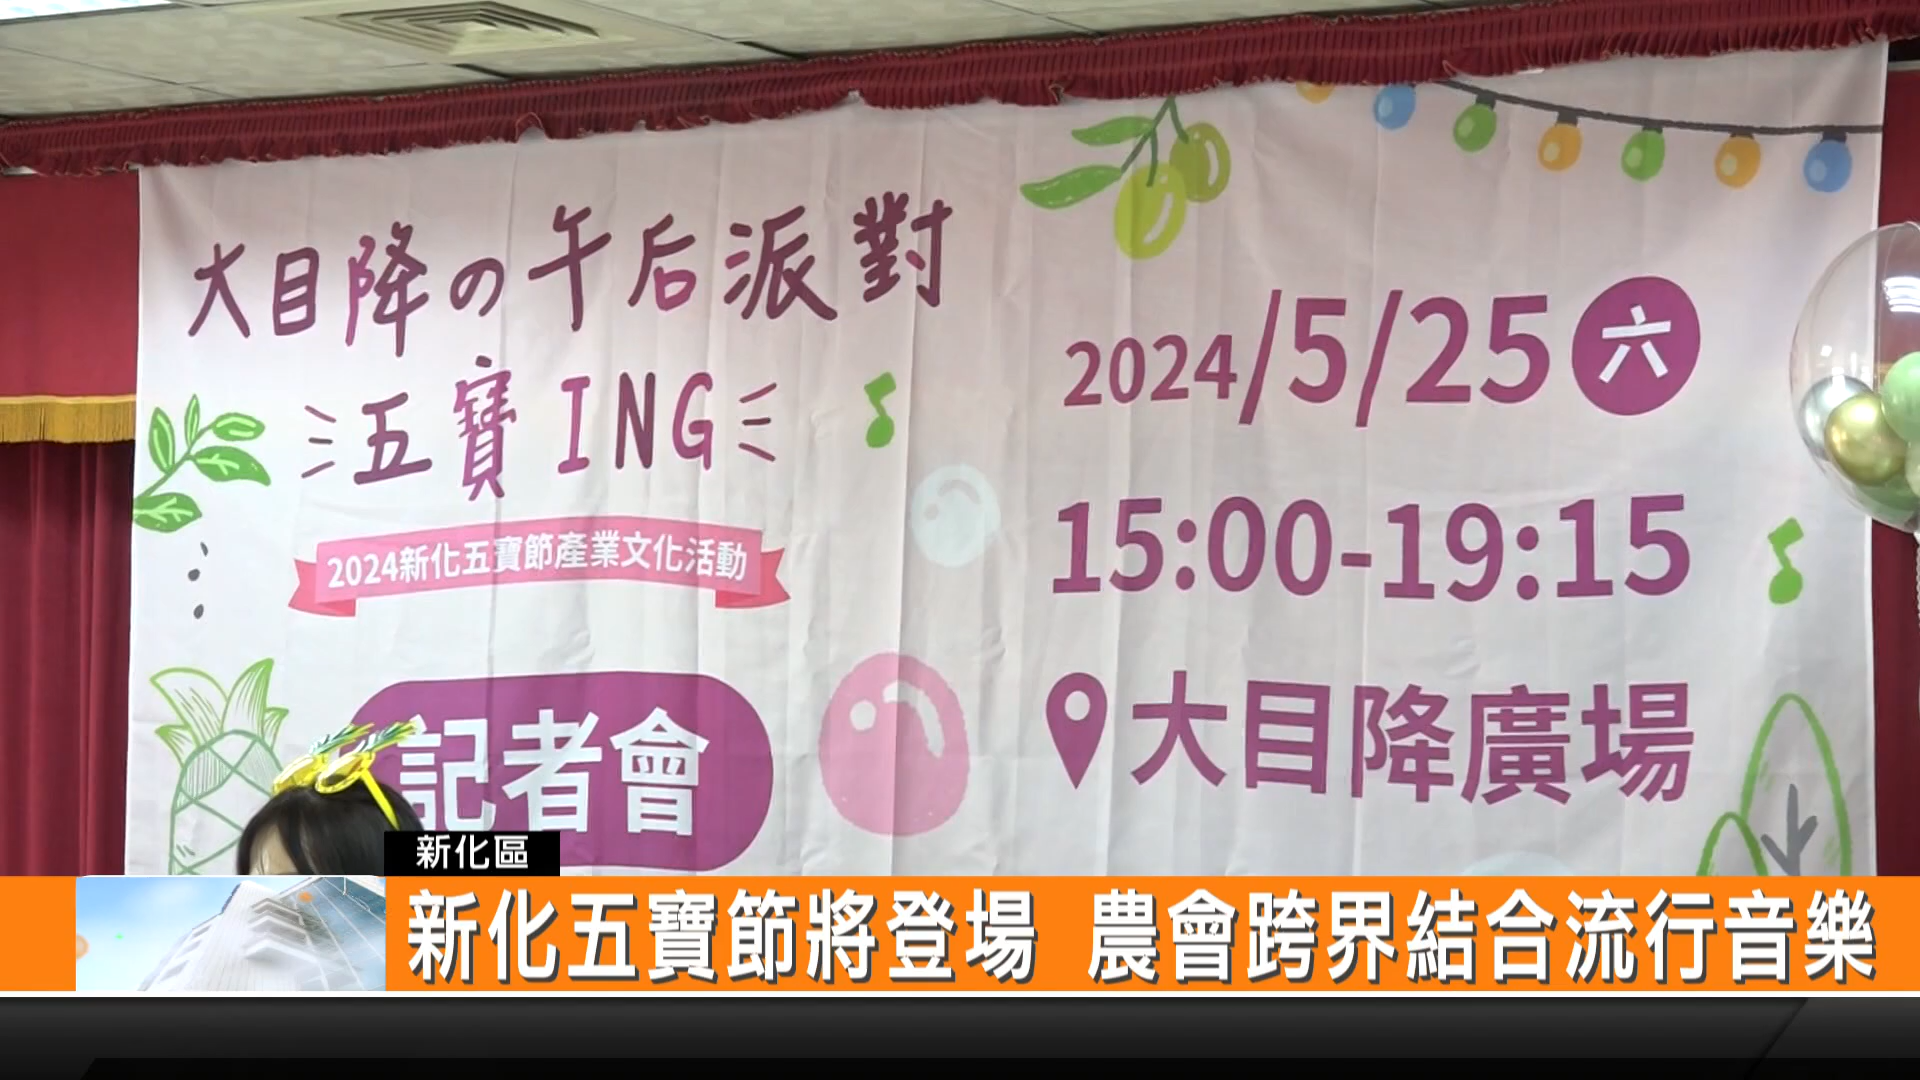 大目降の午后派對
五寶ING
2024新化五寶節產業文化活動
記者會
2024/5/25 六
15:00-19:15
大目降廣場
新化區
新化五寶節將登場 農會跨界結合流行音樂